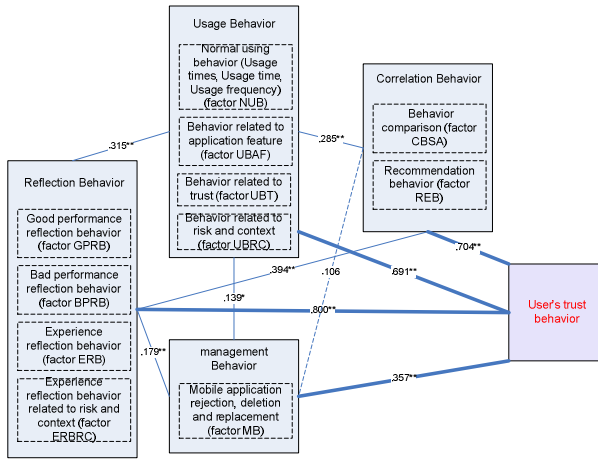 Usage Behavior
Normal using
behavior (Usage
times, Usage time,
Usage frequency)
(factor NUB)
Behavior related to
application feature
(factor UBAF)
Behavior related to
trust (factor UBT)
Behavior related to
risk and context
(factor UBRC)
Correlation Behavior
Behavior
comparison (factor
CBSA)
Recommendation
behavior (factor
REB)
Reflection Behavior
Good performance
reflection behavior
(factor GPRB)
Bad performance
reflection behavior
(factor BPRB)
Experience
reflection behavior
(factor ERB)
Experience
reflection behavior
related to risk and
context (factor
ERBRC)
management
Behavior
Mobile application
rejection, deletion
and replacement
(factor MB)
User's trust
behavior
.315**
.285**
.704**
.394**
.106
.691**
.139*
.800**
.179**
.357**